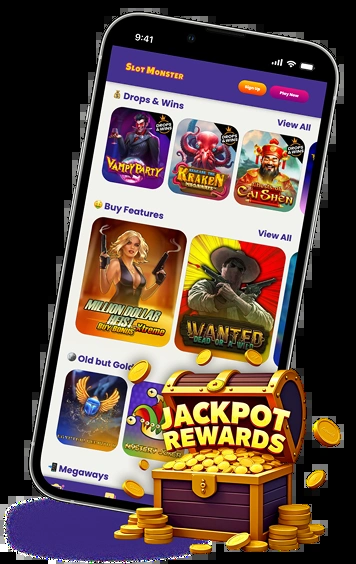 9:41
SLOT MONSTER
Sign Up
Play Now
Drops & Wins
View All
DROPS & WINS
VAMPY PARTY
DROPS & WINS
KRAKEN
MEGAWAYS
DROPS & WINS
CAI SHEN
Buy Features
View All
MILLION DOLLAR
HEIST Xtreme
BUY BONUS
WANTED
DEAD OR A WILD
Old but Gold
JACKPOT
REWARDS
Megaways